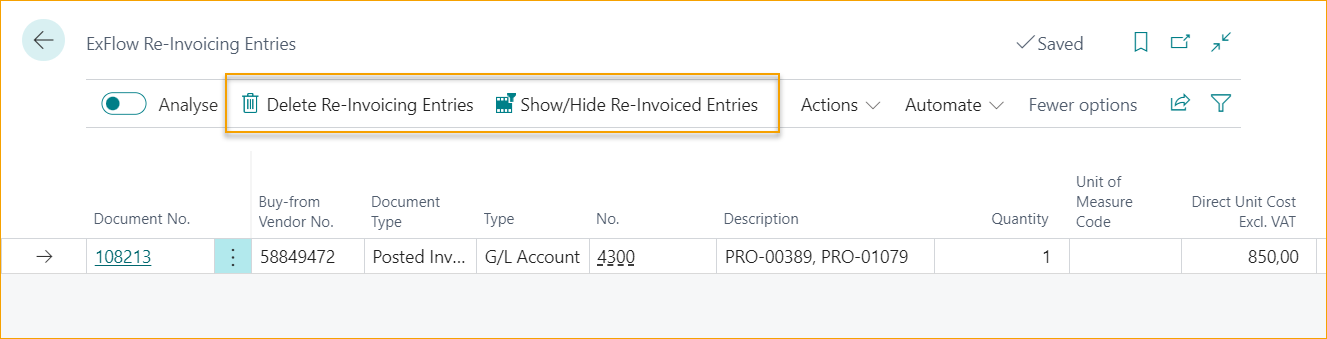 ExFlow Re-Invoicing Entries
Saved
Analyse
Delete Re-Invoicing Entries
Show/Hide Re-Invoiced Entries
Actions
Automate
Fewer options
Document No.
Buy-from
Vendor No.
Document
Type
Type
No.
Description
Quantity
Unit of
Measure
Code
Direct Unit Cost
Excl. VAT
108213
58849472
Posted Inv...
G/L Account
4300
PRO-00389, PRO-01079
1
850,00